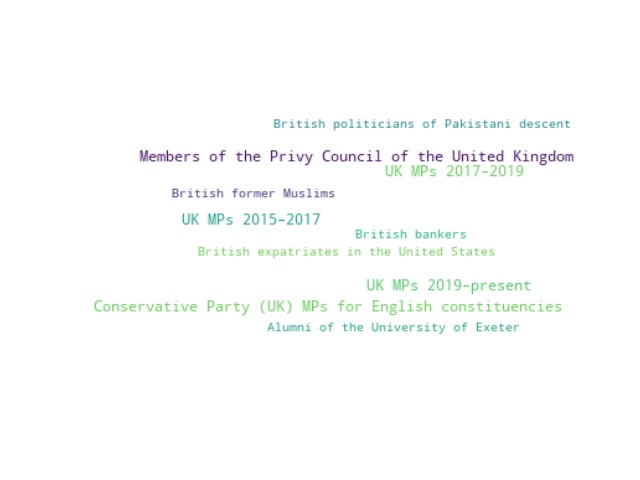 British politicians of Pakistani descent
Members of the Privy Council of the United Kingdom
UK MPs 2017–2019
British former Muslims
UK MPs 2015–2017
British bankers
British expatriates in the United States
UK MPs 2019–present
Conservative Party (UK) MPs for English constituencies
Alumni of the University of Exeter